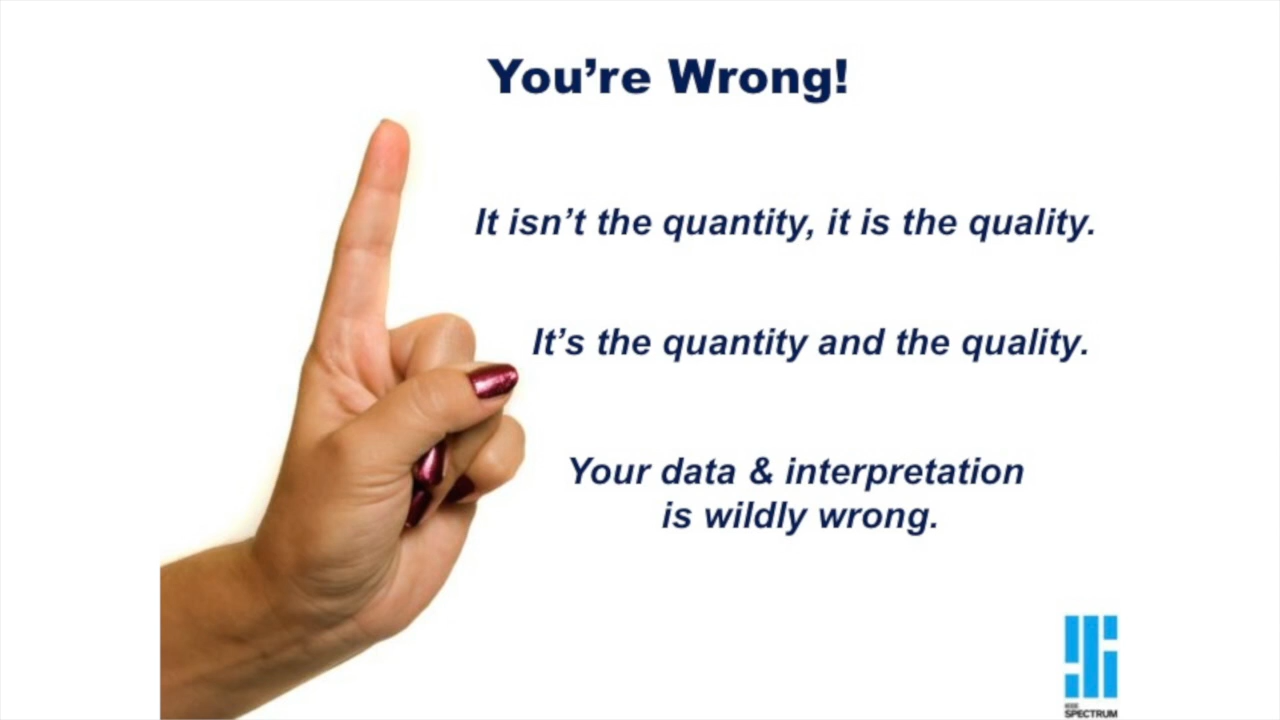 You’re Wrong!
It isn’t the quantity, it is the quality.
It’s the quantity and the quality.
Your data & interpretation
is wildly wrong.
IEEE
SPECTRUM